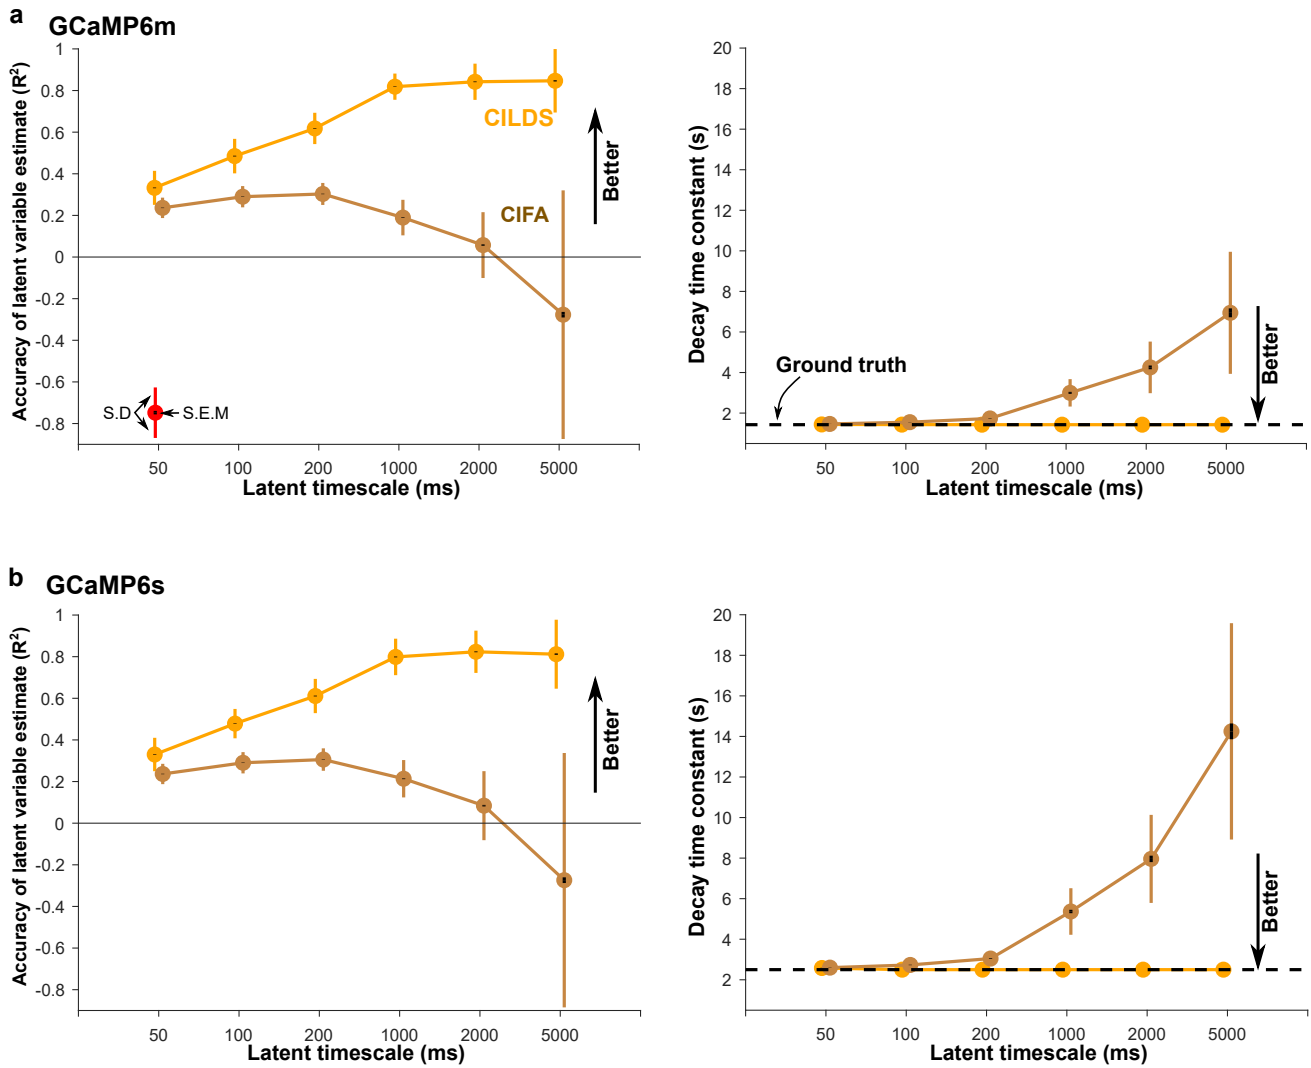 a
GCaMP6m
Accuracy of latent variable estimate (R²)
1
0.8
0.6
0.4
0.2
0
-0.2
-0.4
-0.6
-0.8
CILDS
CIFA
Better
S.D
S.E.M
50 100 200 1000 2000 5000
Latent timescale (ms)
Decay time constant (s)
20
18
16
14
12
10
8
6
4
2
Ground truth
Better
50 100 200 1000 2000 5000
Latent timescale (ms)
b
GCaMP6s
Accuracy of latent variable estimate (R²)
1
0.8
0.6
0.4
0.2
0
-0.2
-0.4
-0.6
-0.8
Better
50 100 200 1000 2000 5000
Latent timescale (ms)
Decay time constant (s)
20
18
16
14
12
10
8
6
4
2
Better
50 100 200 1000 2000 5000
Latent timescale (ms)